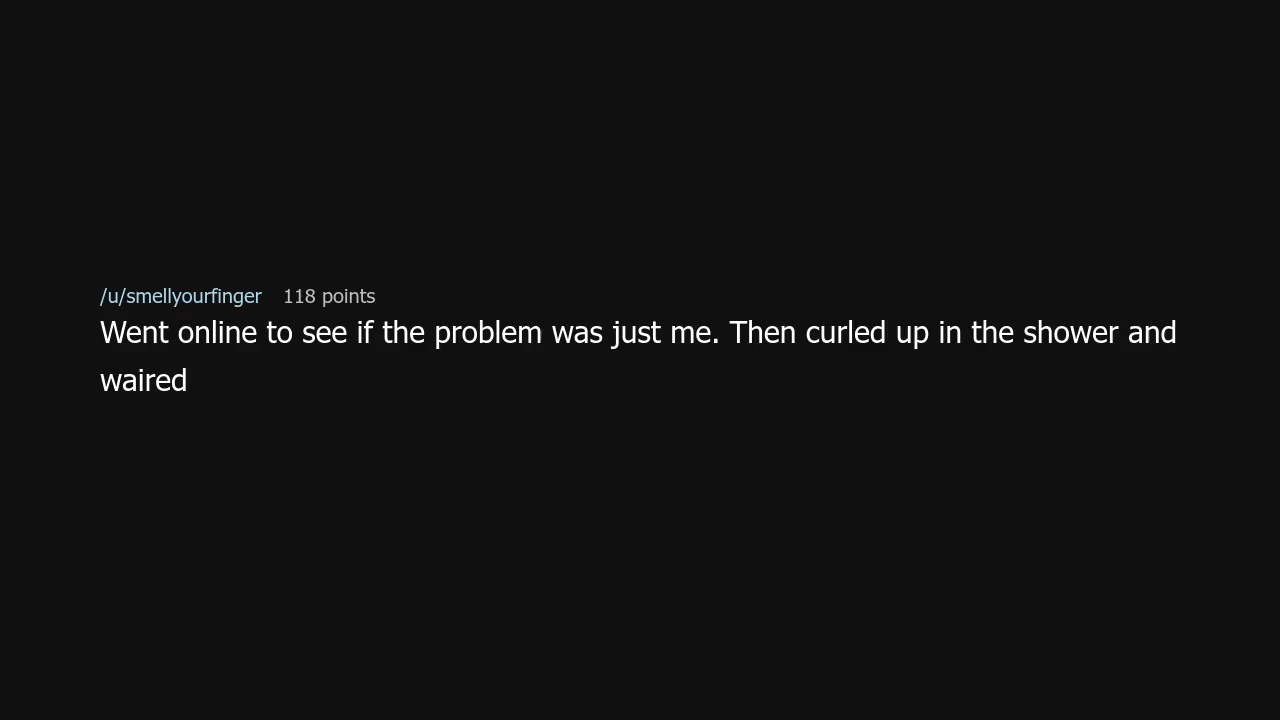 /u/smellyourfinger 118 points
Went online to see if the problem was just me. Then curled up in the shower and
waired